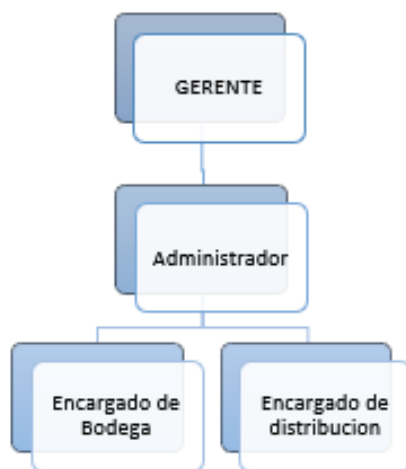 GERENTE
Administrador
Encargado de
Bodega
Encargado de
distribucion